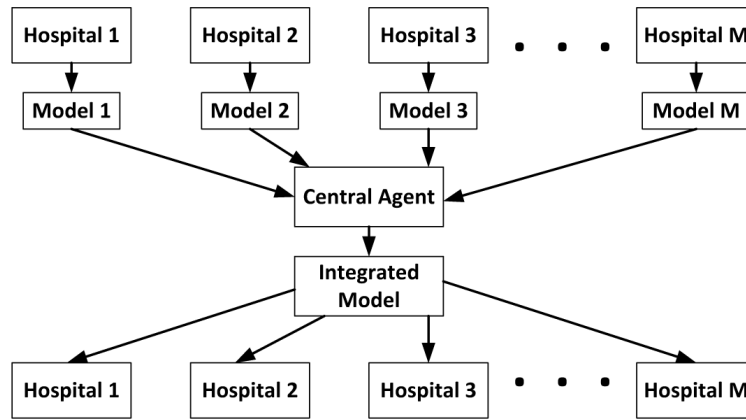 Hospital 1
Hospital 2
Hospital 3
. . .
Hospital M
Model 1
Model 2
Model 3
Model M
Central Agent
Integrated
Model
Hospital 1
Hospital 2
Hospital 3
. . .
Hospital M